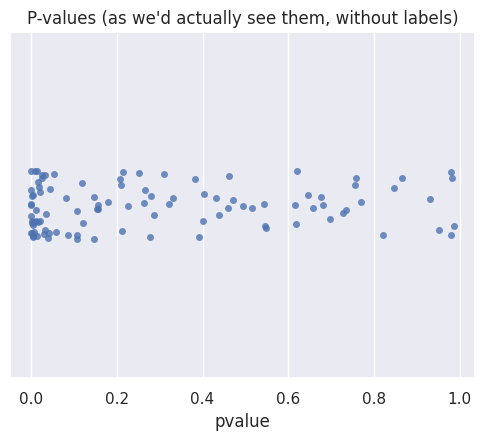 P-values (as we'd actually see them, without labels)
0.0 0.2 0.4 0.6 0.8 1.0
pvalue